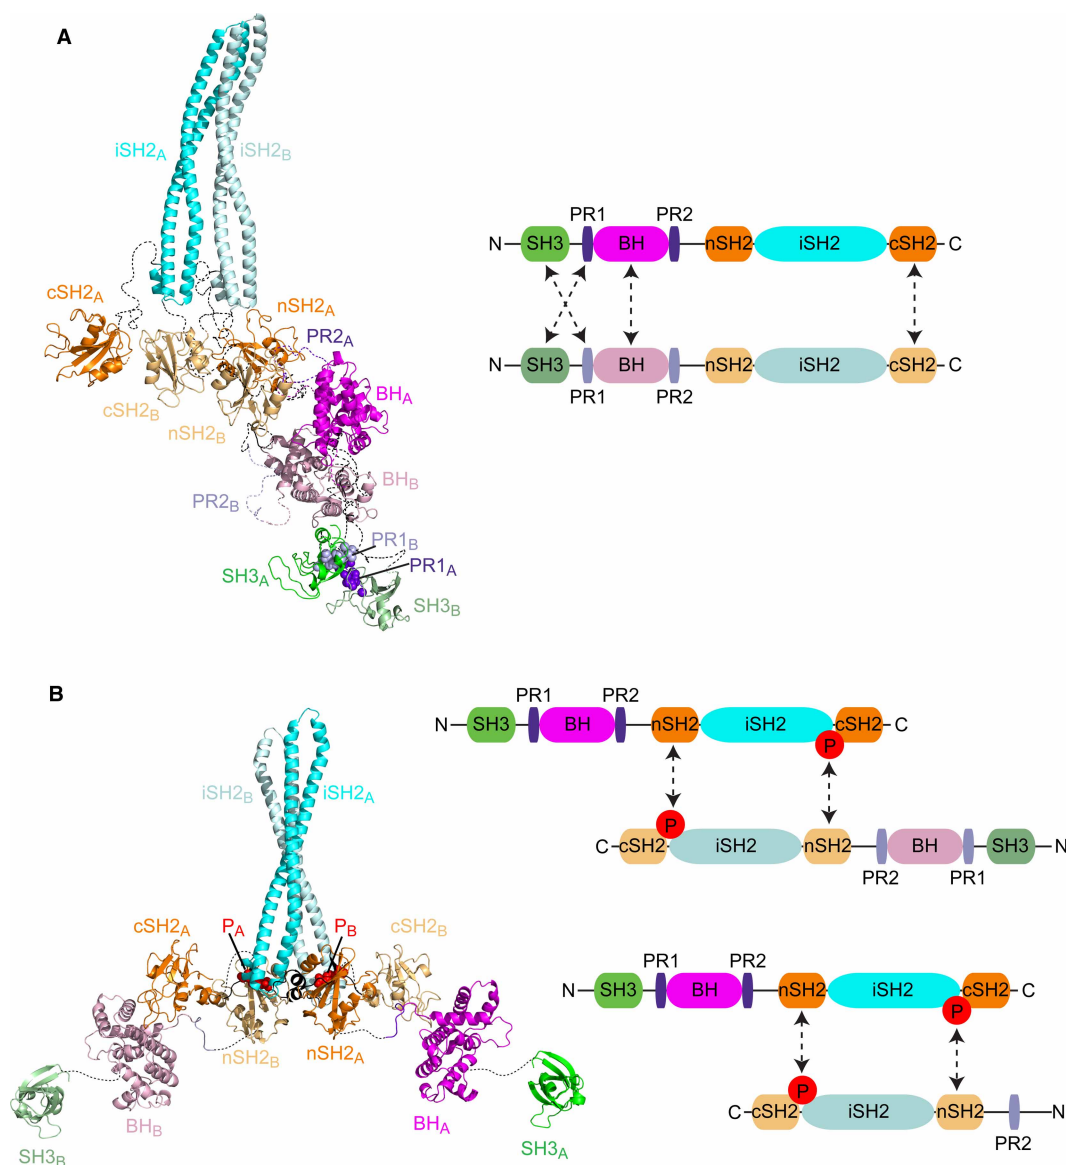 A
iSH2A
iSH2B
cSH2A
nSH2A
PR2A
BHA
cSH2B
nSH2B
BHB
PR2B
PR1B
PR1A
SH3A
SH3B
PR1 PR2
N SH3 BH nSH2 iSH2 cSH2 C
N SH3 BH nSH2 iSH2 cSH2 C
PR1 PR2
B
iSH2B
iSH2A
cSH2A
PA
PB
cSH2B
nSH2B
nSH2A
BHB
BHA
SH3B
SH3A
PR1 PR2
N SH3 BH nSH2 iSH2 cSH2 C
P
P
C cSH2 iSH2 nSH2 BH SH3 N
PR2 PR1
PR1 PR2
N SH3 BH nSH2 iSH2 cSH2 C
P
P
C cSH2 iSH2 nSH2 N
PR2